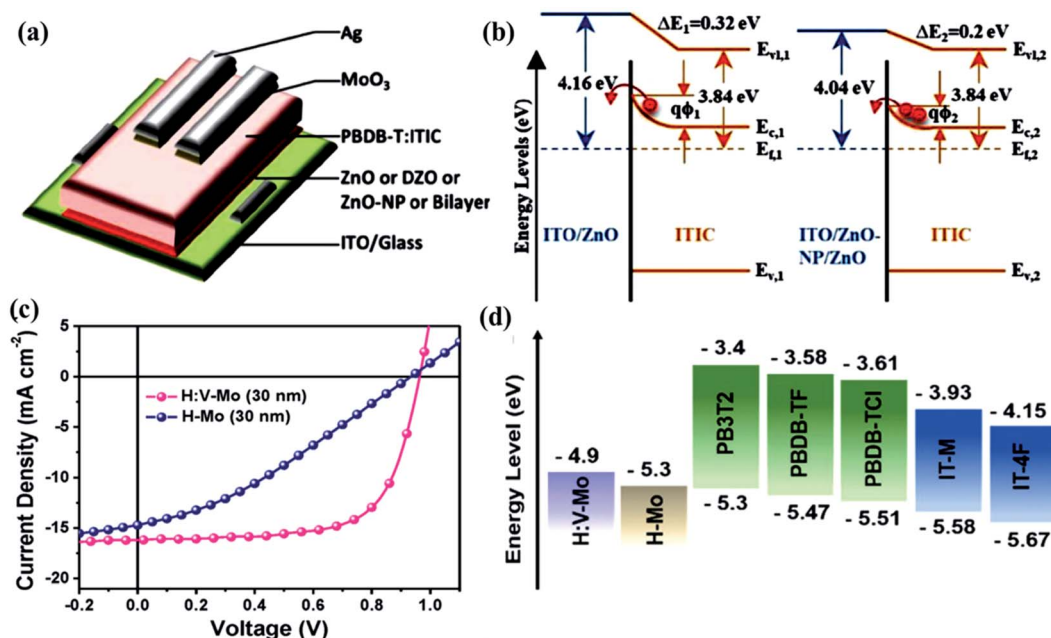 (a)
Ag
MoO₃
PBDB-T:ITIC
ZnO or DZO or
ZnO-NP or Bilayer
ITO/Glass
(b)
Energy Levels (eV)
ΔE₁=0.32 eV
Evl,1
4.16 eV
3.84 eV
qϕ₁
Ec,1
Ef,1
ITO/ZnO
ITIC
Ev,1
ΔE₂=0.2 eV
Evl,2
4.04 eV
3.84 eV
qϕ₂
Ec,2
Ef,2
ITO/ZnO-
NP/ZnO
ITIC
Ev,2
(c)
Current Density (mA cm⁻²)
5
0
-5
-10
-15
-20
H:V-Mo (30 nm)
H-Mo (30 nm)
-0.2
0.0
0.2
0.4
0.6
0.8
1.0
Voltage (V)
(d)
Energy Level (eV)
- 4.9
H:V-Mo
- 5.3
H-Mo
- 3.4
PB3T2
- 5.3
- 3.58
PBDB-TF
- 5.47
- 3.61
PBDB-TCl
- 5.51
- 3.93
IT-M
- 5.58
- 4.15
IT-4F
- 5.67